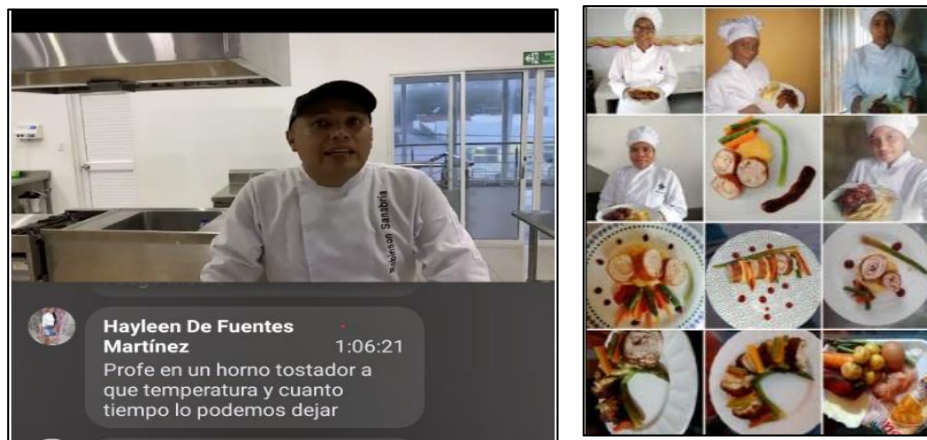 Robinson Sanabria
Hayleen De Fuentes
Martínez
1:06:21
Profe en un horno tostador a
que temperatura y cuanto
tiempo lo podemos dejar